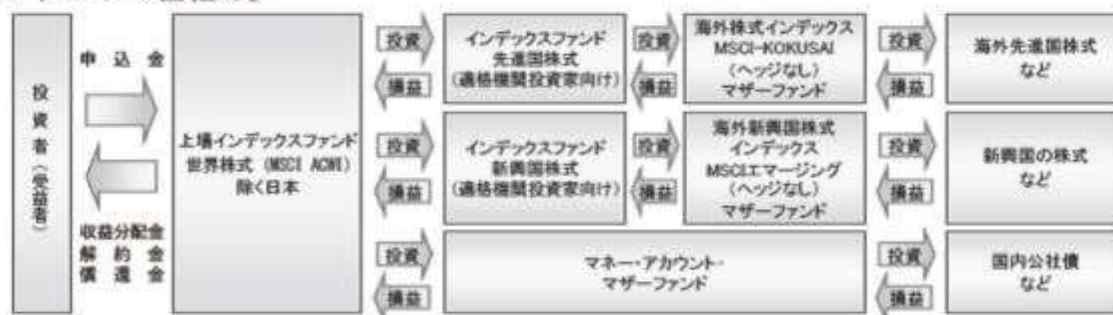 投資者(受益者)
申込金
収益分配金
解約金
償還金
上場インデックスファンド
世界株式 (MSCI ACWI)
除く日本
投資
損益
インデックスファンド
先進国株式
(適格機関投資家向け)
投資
損益
海外株式インデックス
MSCI-KOKUSAI
(ヘッジなし)
マザーファンド
投資
損益
海外先進国株式
など
投資
損益
インデックスファンド
新興国株式
(適格機関投資家向け)
投資
損益
海外新興国株式
インデックス
MSCIエマージング
(ヘッジなし)
マザーファンド
投資
損益
新興国の株式
など
投資
損益
マネー・アカウント・
マザーファンド
投資
損益
国内公社債
など